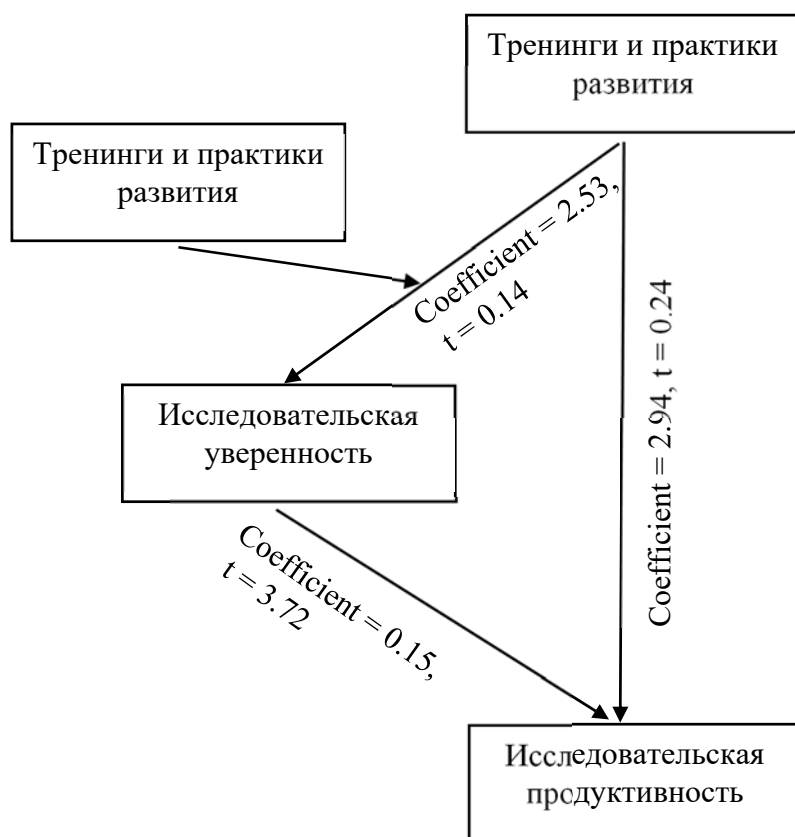 Тренинги и практики
развития
Тренинги и практики
развития
Coefficient = 2.53,
t = 0.14
Coefficient = 2.94, t = 0.24
Исследовательская
уверенность
Coefficient = 0.15,
t = 3.72
Исследовательская
продуктивность